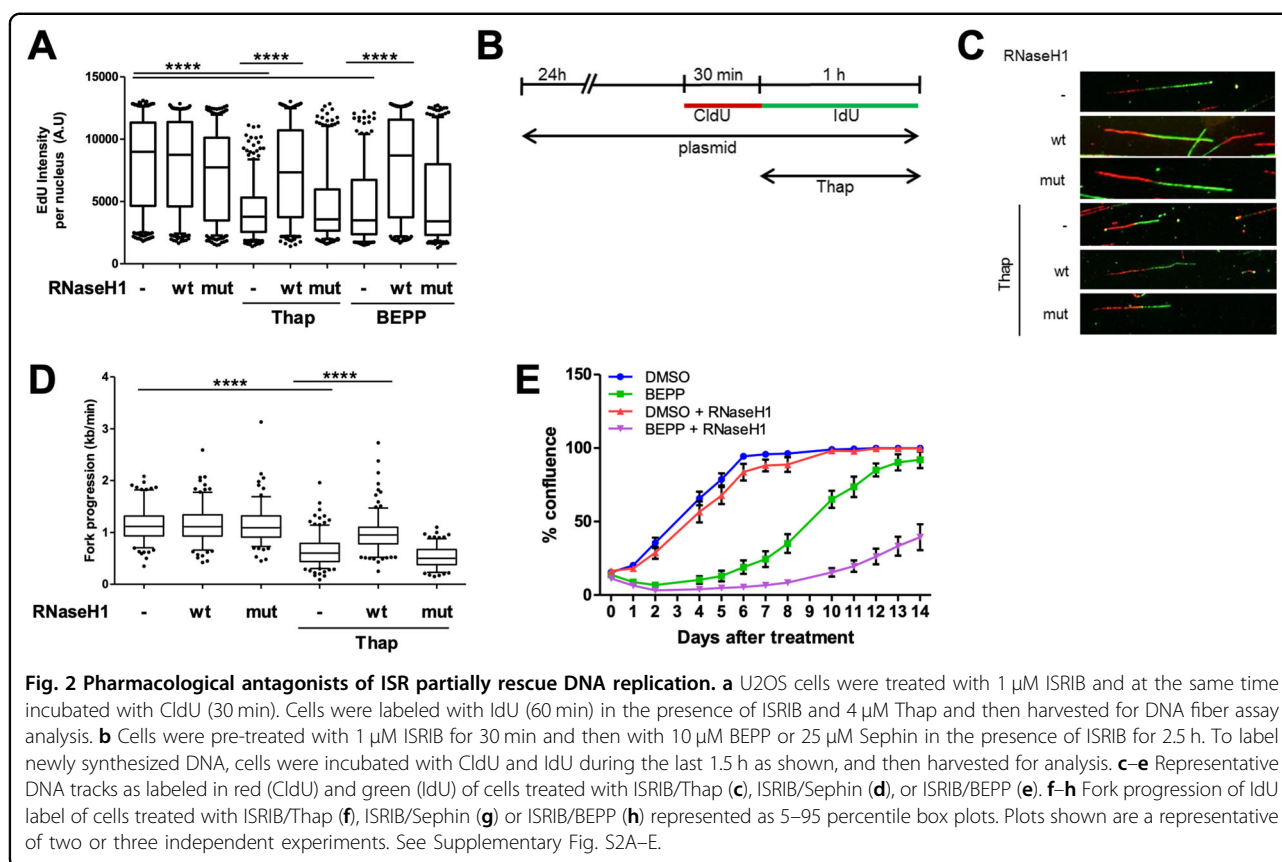 A
****
****
****
15000
10000
5000
0
EdU intensity
per nucleus (A.U)
RNaseH1 - wt mut - wt mut - wt mut
Thap BEPP
B
24h 30 min 1 h
CldU IdU
plasmid
Thap
C
RNaseH1
-
wt
mut
-
wt
mut
Thap
D
****
****
4
3
2
1
0
Fork progression (kb/min)
RNaseH1 - wt mut - wt mut
Thap
E
150
100
50
0
% confluence
DMSO
BEPP
DMSO + RNaseH1
BEPP + RNaseH1
0 1 2 3 4 5 6 7 8 9 10 11 12 13 14
Days after treatment
Fig. 2 Pharmacological antagonists of ISR partially rescue DNA replication. a U2OS cells were treated with 1 μM ISRIB and at the same time
incubated with CldU (30 min). Cells were labeled with IdU (60 min) in the presence of ISRIB and 4 μM Thap and then harvested for DNA fiber assay
analysis. b Cells were pre-treated with 1 μM ISRIB for 30 min and then with 10 μM BEPP or 25 μM Sephin in the presence of ISRIB for 2.5 h. To label
newly synthesized DNA, cells were incubated with CldU and IdU during the last 1.5 h as shown, and then harvested for analysis. c–e Representative
DNA tracks as labeled in red (CldU) and green (IdU) of cells treated with ISRIB/Thap (c), ISRIB/Sephin (d), or ISRIB/BEPP (e). f–h Fork progression of IdU
label of cells treated with ISRIB/Thap (f), ISRIB/Sephin (g) or ISRIB/BEPP (h) represented as 5–95 percentile box plots. Plots shown are a representative
of two or three independent experiments. See Supplementary Fig. S2A–E.